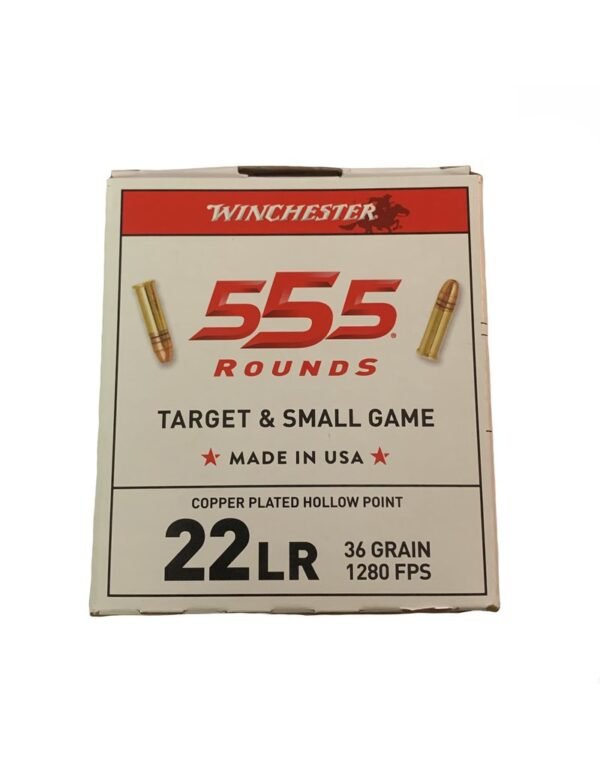 WINCHESTER
555®
ROUNDS
TARGET & SMALL GAME
★ MADE IN USA ★
COPPER PLATED HOLLOW POINT
22LR
36 GRAIN
1280 FPS